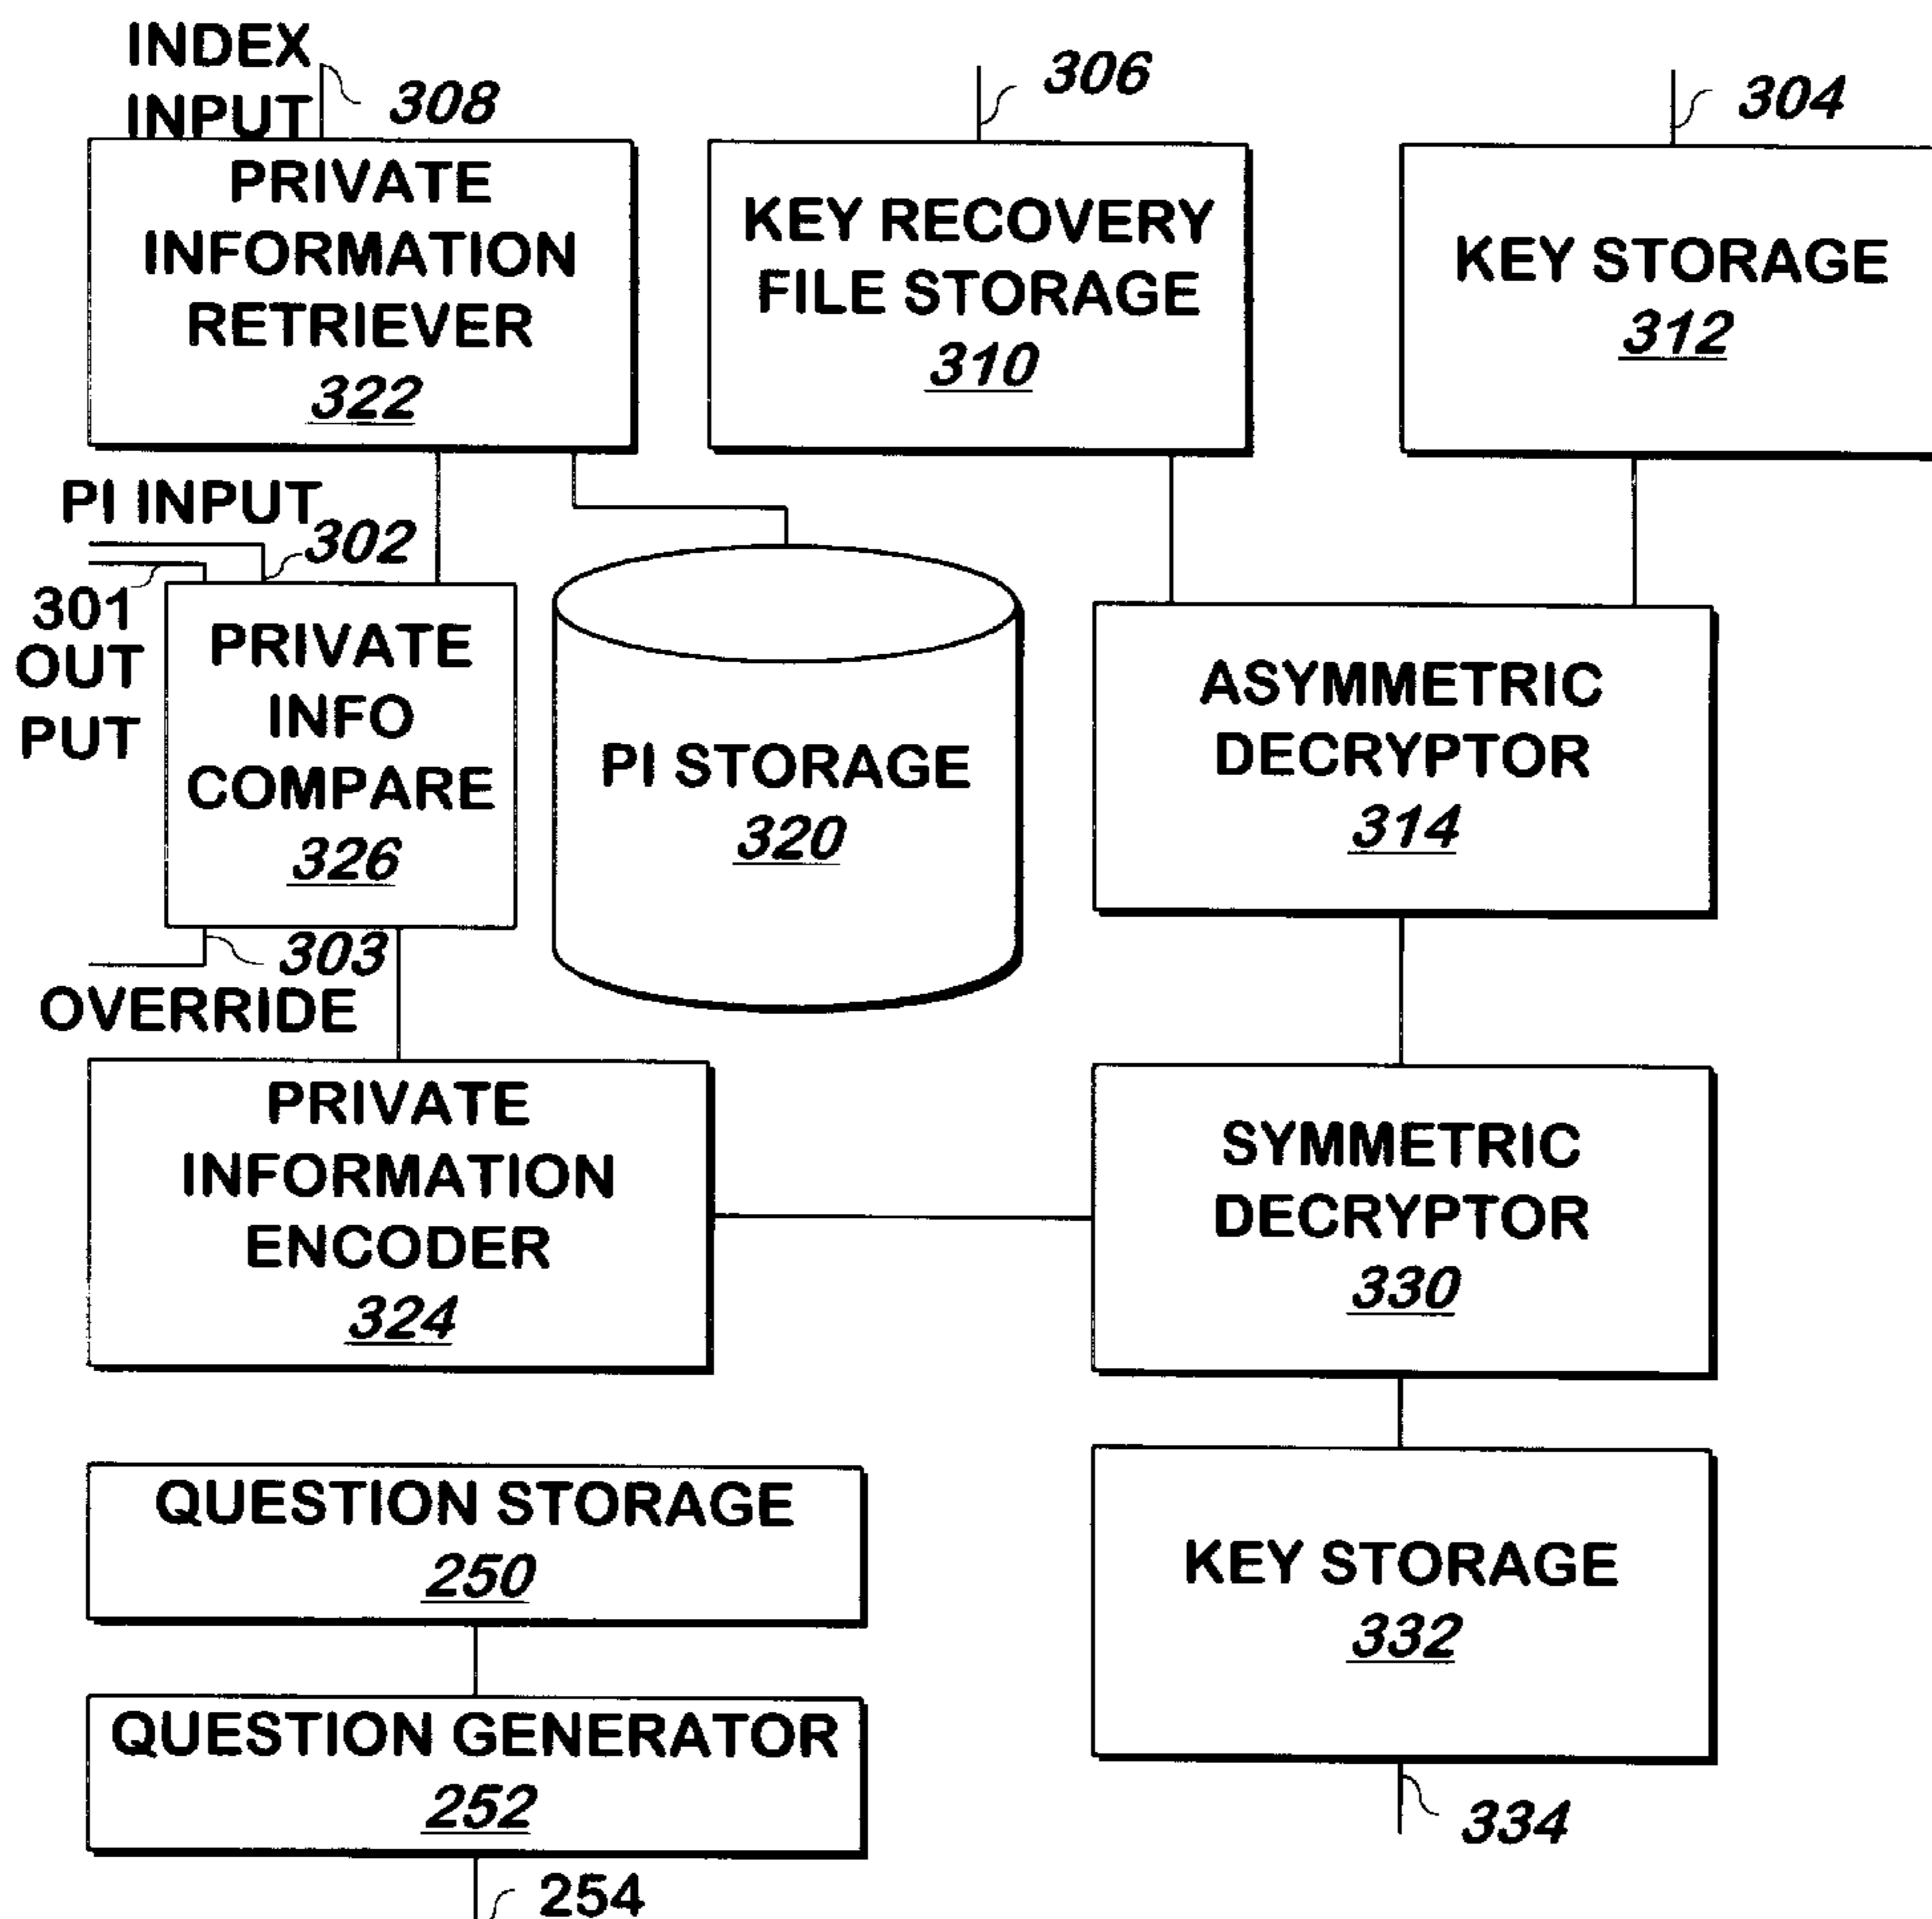 INDEX
INPUT
308
306
304
PRIVATE
INFORMATION
RETRIEVER
322
KEY RECOVERY
FILE STORAGE
310
KEY STORAGE
312
PI INPUT
302
301
OUT
PUT
PRIVATE
INFO
COMPARE
326
PI STORAGE
320
ASYMMETRIC
DECRYPTOR
314
303
OVERRIDE
PRIVATE
INFORMATION
ENCODER
324
SYMMETRIC
DECRYPTOR
330
QUESTION STORAGE
250
KEY STORAGE
332
QUESTION GENERATOR
252
334
254